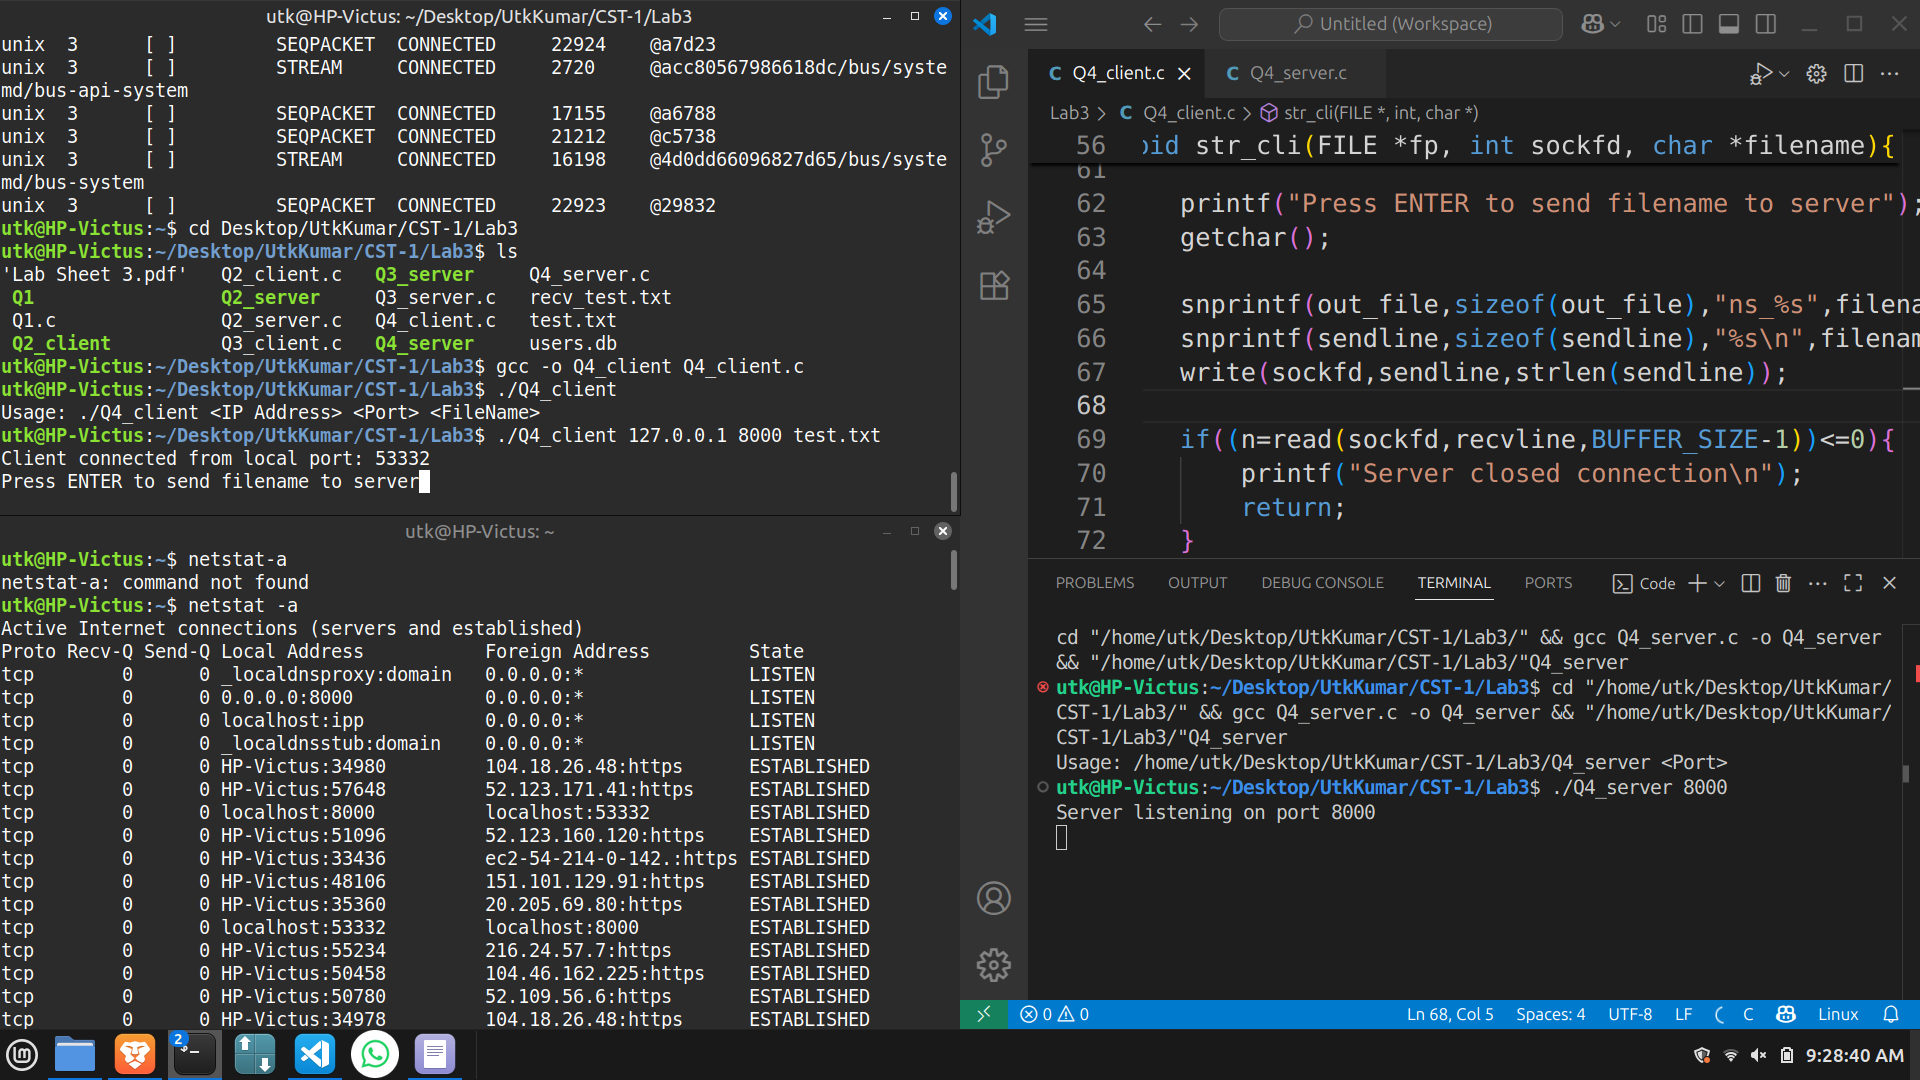 utk@HP-Victus: ~/Desktop/UtkKumar/CST-1/Lab3
unix  3      [ ]         SEQPACKET  CONNECTED     22924    @a7d23
unix  3      [ ]         STREAM     CONNECTED     2720     @acc80567986618dc/bus/syste
md/bus-api-system
unix  3      [ ]         SEQPACKET  CONNECTED     17155    @a6788
unix  3      [ ]         SEQPACKET  CONNECTED     21212    @c5738
unix  3      [ ]         STREAM     CONNECTED     16198    @4d0dd66096827d65/bus/syste
md/bus-system
unix  3      [ ]         SEQPACKET  CONNECTED     22923    @29832
utk@HP-Victus:~$ cd Desktop/UtkKumar/CST-1/Lab3
utk@HP-Victus:~/Desktop/UtkKumar/CST-1/Lab3$ ls
'Lab Sheet 3.pdf'   Q2_client.c   Q3_server     Q4_server.c
Q1                 Q2_server     Q3_server.c   recv_test.txt
Q1.c               Q2_server.c   Q4_client.c   test.txt
Q2_client          Q3_client.c   Q4_server     users.db
utk@HP-Victus:~/Desktop/UtkKumar/CST-1/Lab3$ gcc -o Q4_client Q4_client.c
utk@HP-Victus:~/Desktop/UtkKumar/CST-1/Lab3$ ./Q4_client
Usage: ./Q4_client <IP Address> <Port> <FileName>
utk@HP-Victus:~/Desktop/UtkKumar/CST-1/Lab3$ ./Q4_client 127.0.0.1 8000 test.txt
Client connected from local port: 53332
Press ENTER to send filename to server
utk@HP-Victus: ~
utk@HP-Victus:~$ netstat-a
netstat-a: command not found
utk@HP-Victus:~$ netstat -a
Active Internet connections (servers and established)
Proto Recv-Q Send-Q Local Address           Foreign Address         State
tcp        0      0 _localdnsproxy:domain   0.0.0.0:*               LISTEN
tcp        0      0 0.0.0.0:8000            0.0.0.0:*               LISTEN
tcp        0      0 localhost:ipp           0.0.0.0:*               LISTEN
tcp        0      0 _localdnsstub:domain    0.0.0.0:*               LISTEN
tcp        0      0 HP-Victus:34980         104.18.26.48:https      ESTABLISHED
tcp        0      0 HP-Victus:57648         52.123.171.41:https     ESTABLISHED
tcp        0      0 localhost:8000          localhost:53332         ESTABLISHED
tcp        0      0 HP-Victus:51096         52.123.160.120:https    ESTABLISHED
tcp        0      0 HP-Victus:33436         ec2-54-214-0-142.:https ESTABLISHED
tcp        0      0 HP-Victus:48106         151.101.129.91:https    ESTABLISHED
tcp        0      0 HP-Victus:35360         20.205.69.80:https      ESTABLISHED
tcp        0      0 localhost:53332         localhost:8000          ESTABLISHED
tcp        0      0 HP-Victus:55234         216.24.57.7:https       ESTABLISHED
tcp        0      0 HP-Victus:50458         104.46.162.225:https    ESTABLISHED
tcp        0      0 HP-Victus:50780         52.109.56.6:https       ESTABLISHED
tcp        0      0 HP-Victus:34978         104.18.26.48:https      ESTABLISHED
Untitled (Workspace)
C Q4_client.c
C Q4_server.c
Lab3 > C Q4_client.c > str_cli(FILE *, int, char *)
56 oid str_cli(FILE *fp, int sockfd, char *filename){
61
62 printf("Press ENTER to send filename to server");
63 getchar();
64
65 snprintf(out_file,sizeof(out_file),"ns_%s",filena
66 snprintf(sendline,sizeof(sendline),"%s\n",filenam
67 write(sockfd,sendline,strlen(sendline));
68
69 if((n=read(sockfd,recvline,BUFFER_SIZE-1))<=0){
70 printf("Server closed connection\n");
71 return;
72 }
PROBLEMS OUTPUT DEBUG CONSOLE TERMINAL PORTS Code
cd "/home/utk/Desktop/UtkKumar/CST-1/Lab3/" && gcc Q4_server.c -o Q4_server
&& "/home/utk/Desktop/UtkKumar/CST-1/Lab3/"Q4_server
utk@HP-Victus:~/Desktop/UtkKumar/CST-1/Lab3$ cd "/home/utk/Desktop/UtkKumar/
CST-1/Lab3/" && gcc Q4_server.c -o Q4_server && "/home/utk/Desktop/UtkKumar/
CST-1/Lab3/"Q4_server
Usage: /home/utk/Desktop/UtkKumar/CST-1/Lab3/Q4_server <Port>
utk@HP-Victus:~/Desktop/UtkKumar/CST-1/Lab3$ ./Q4_server 8000
Server listening on port 8000
0 0 Ln 68, Col 5 Spaces: 4 UTF-8 LF C Linux
2
9:28:40 AM